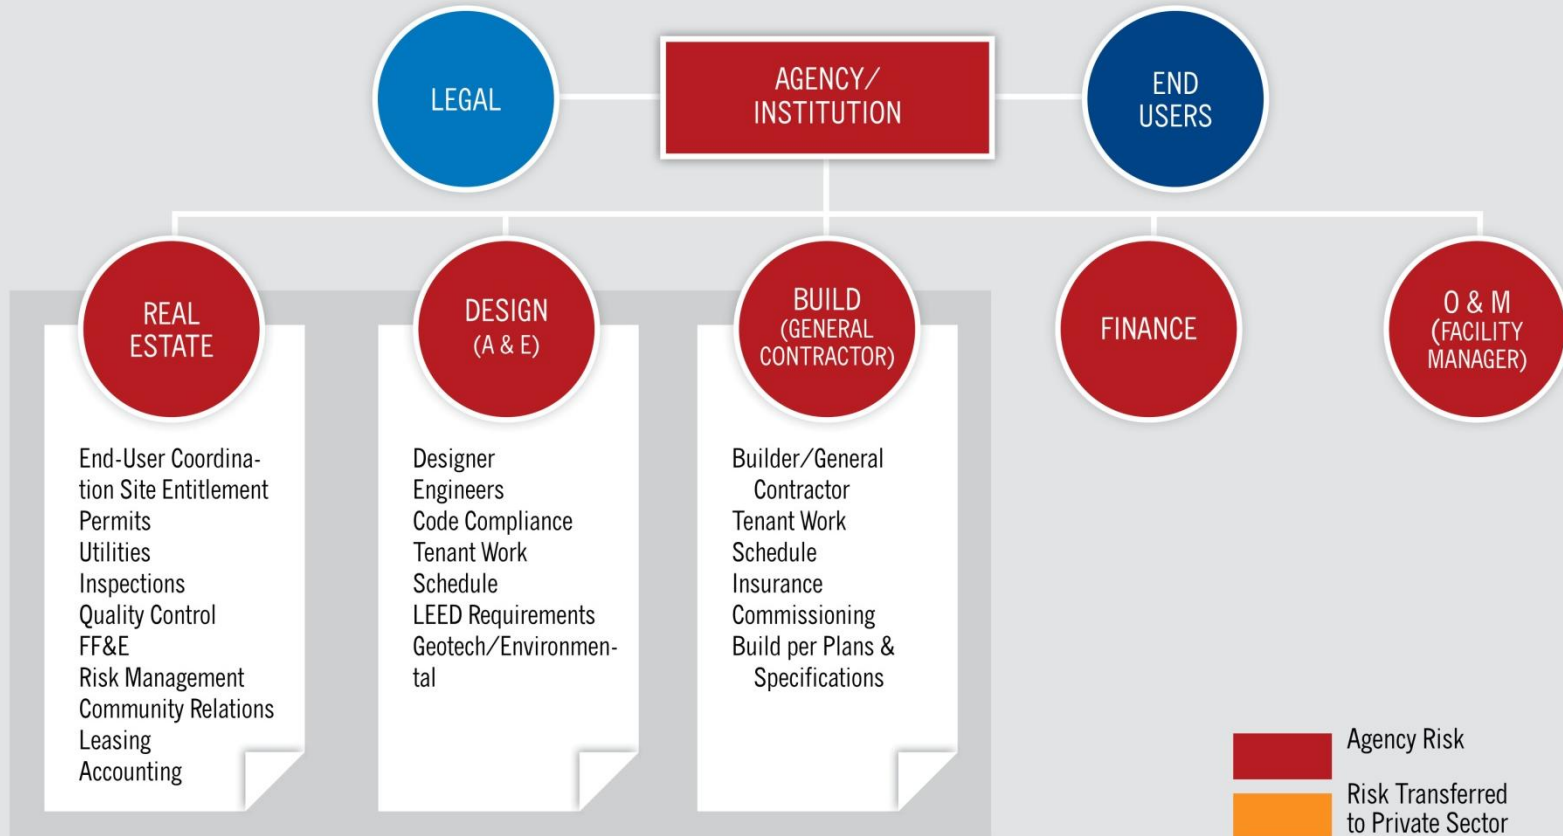 LEGAL
AGENCY/
INSTITUTION
END
USERS
REAL
ESTATE
DESIGN
(A & E)
BUILD
(GENERAL
CONTRACTOR)
FINANCE
O & M
(FACILITY
MANAGER)
End-User Coordina-
tion Site Entitlement
Permits
Utilities
Inspections
Quality Control
FF&E
Risk Management
Community Relations
Leasing
Accounting
Designer
Engineers
Code Compliance
Tenant Work
Schedule
LEED Requirements
Geotech/Environmen-
tal
Builder/General
Contractor
Tenant Work
Schedule
Insurance
Commissioning
Build per Plans &
Specifications
Agency Risk
Risk Transferred
to Private Sector